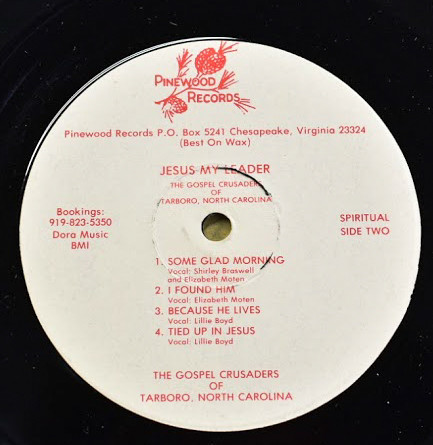 PINEWOOD
RECORDS
Pinewood Records P.O. Box 5241 Chesapeake, Virginia 23324
(Best On Wax)
JESUS MY LEADER
THE GOSPEL CRUSADERS
OF
TARBORO, NORTH CAROLINA
Bookings:
919-823-5350
Dora Music
BMI
SPIRITUAL
SIDE TWO
1. SOME GLAD MORNING
Vocal: Shirley Braswell
and Elizabeth Moten
2. I FOUND HIM
Vocal: Elizabeth Moten
3. BECAUSE HE LIVES
Vocal: Lillie Boyd
4. TIED UP IN JESUS
Vocal: Lillie Boyd
THE GOSPEL CRUSADERS
OF
TARBORO, NORTH CAROLINA